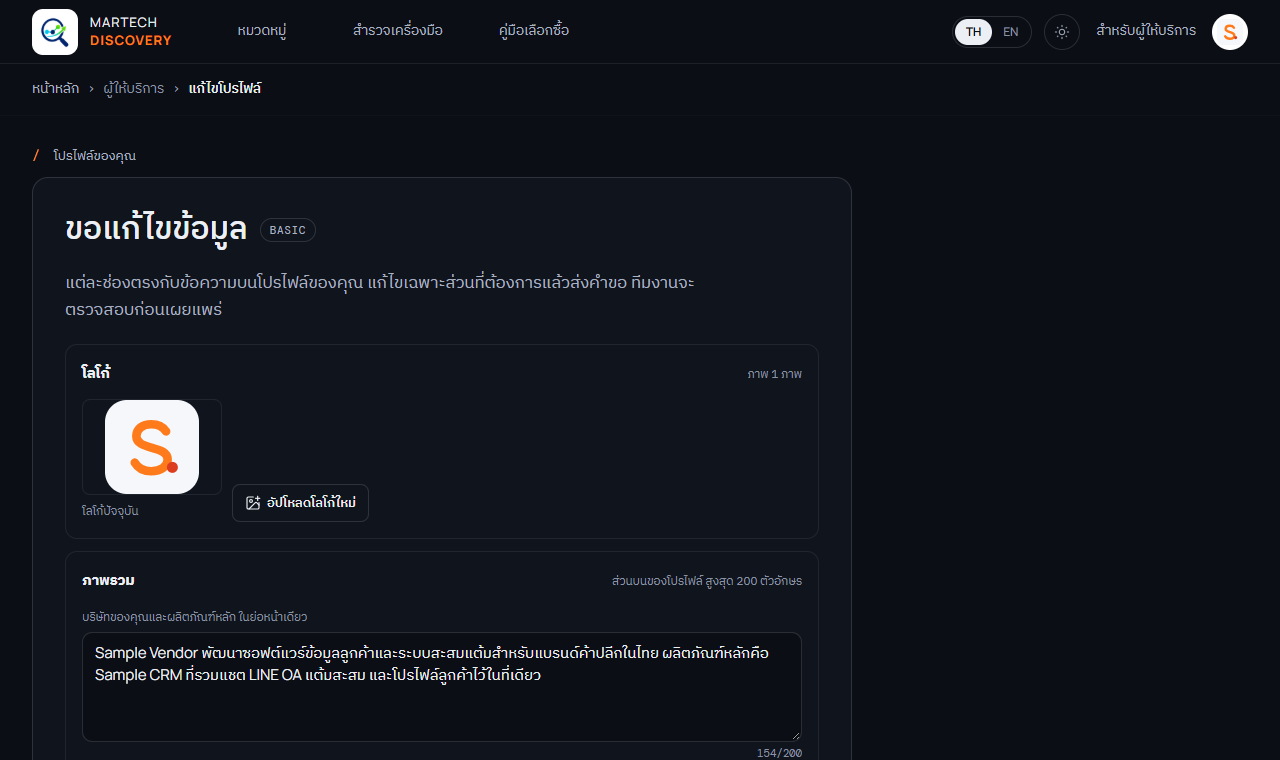 MARTECH
DISCOVERY
หมวดหมู่
สำรวจเครื่องมือ
คู่มือเลือกซื้อ
TH
EN
สำหรับผู้ให้บริการ
S
หน้าหลัก › ผู้ให้บริการ › แก้ไขโปรไฟล์
/ โปรไฟล์ของคุณ
ขอแก้ไขข้อมูล BASIC
แต่ละช่องตรงกับข้อความบนโปรไฟล์ของคุณ แก้ไขเฉพาะส่วนที่ต้องการแล้วส่งคำขอ ทีมงานจะ
ตรวจสอบก่อนเผยแพร่
โลโก้
ภาพ 1 ภาพ
S
อัปโหลดโลโก้ใหม่
โลโก้ปัจจุบัน
ภาพรวม
ส่วนบนของโปรไฟล์ สูงสุด 200 ตัวอักษร
บริษัทของคุณและผลิตภัณฑ์หลัก ในย่อหน้าเดียว
Sample Vendor พัฒนาซอฟต์แวร์ข้อมูลลูกค้าและระบบสะสมแต้มสำหรับแบรนด์ค้าปลีกในไทย ผลิตภัณฑ์หลักคือ
Sample CRM ที่รวมแชต LINE OA แต้มสะสม และโปรไฟล์ลูกค้าไว้ในที่เดียว
154/200